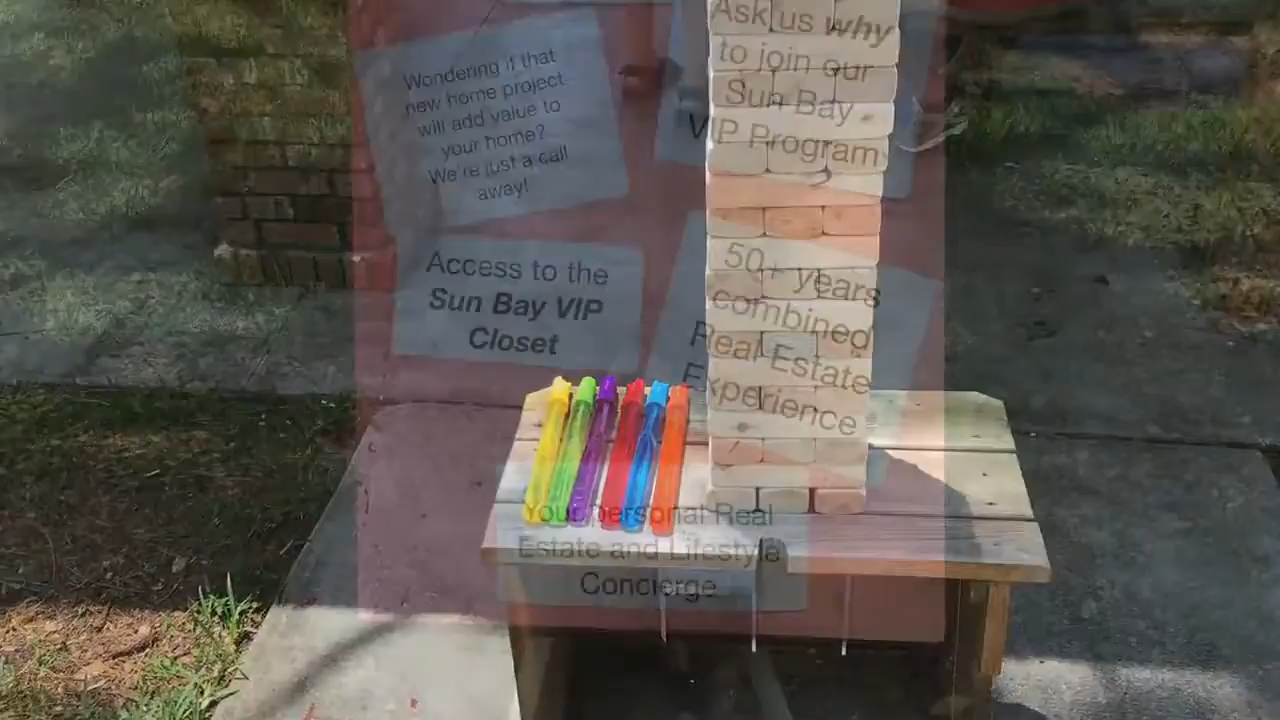 Wondering if that
new home project
will add value to
your home?
We're just a call
away!
Ask us why
to join our
Sun Bay
VIP Program
Access to the
Sun Bay VIP
Closet
50+ years
combined
Real Estate
Experience
Your personal Real
Estate and Lifestyle
Concierge